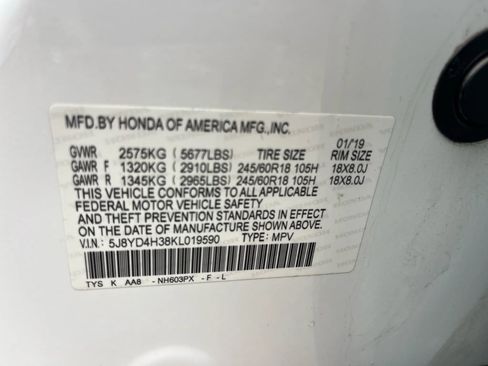 MFD.BY HONDA OF AMERICA MFG.,INC.
01/'19
GVWR 2575KG ( 5677LBS) TIRE SIZE RIM SIZE
GAWR F 1320KG ( 2910LBS) 245/60R18 105H 18X8.0J
GAWR R 1345KG ( 2965LBS) 245/60R18 105H 18X8.0J
THIS VEHICLE CONFORMS TO ALL APPLICABLE
FEDERAL MOTOR VEHICLE SAFETY
AND THEFT PREVENTION STANDARDS IN EFFECT
ON THE DATE OF MANUFACTURE SHOWN ABOVE.
V.I.N.: 5J8YD4H38KL019590 TYPE: MPV
TYS K AA8 -NH603PX -F -L